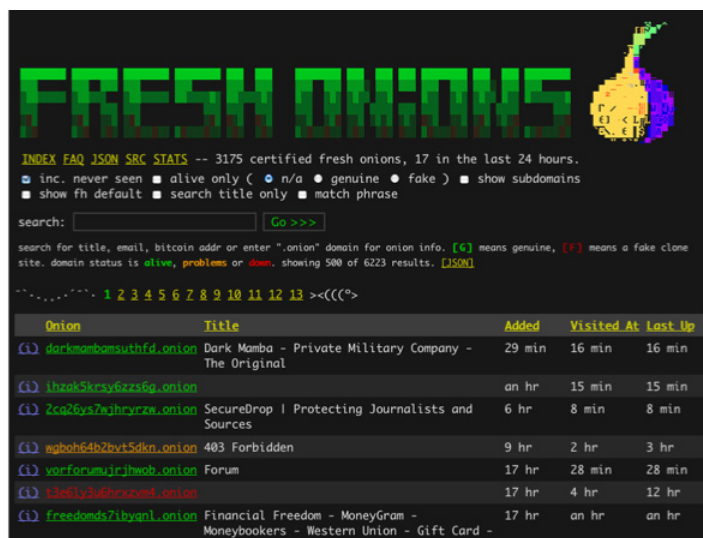 FRESH ONIONS
INDEX FAQ JSON SRC STATS -- 3175 certified fresh onions, 17 in the last 24 hours.
inc. never seen alive only ( n/a genuine fake ) show subdomains
show fh default search title only match phrase
search: Go >>>
search for title, email, bitcoin addr or enter ".onion" domain for onion info. [G] means genuine, [F] means a fake clone
site. domain status is alive, problems or down. showing 500 of 6223 results. [JSON]
1 2 3 4 5 6 7 8 9 10 11 12 13 ><(((°>
Onion Title Added Visited At Last Up
(i) darkmambamsuthfd.onion Dark Mamba - Private Military Company - 29 min 16 min 16 min
The Original
(i) ihzak5krsy6zzs6g.onion an hr 15 min 15 min
(i) 2cq26ys7wjhryrzw.onion SecureDrop | Protecting Journalists and 6 hr 8 min 8 min
Sources
(i) wgboh64b2bvt5dkn.onion 403 Forbidden 9 hr 2 hr 3 hr
(i) vorforumujrjhwob.onion Forum 17 hr 28 min 28 min
(i) t3e6ly3u6hrxzvm4.onion 17 hr 4 hr 12 hr
(i) freedomds7ibyqnl.onion Financial Freedom - MoneyGram - 17 hr an hr an hr
Moneybookers - Western Union - Gift Card -